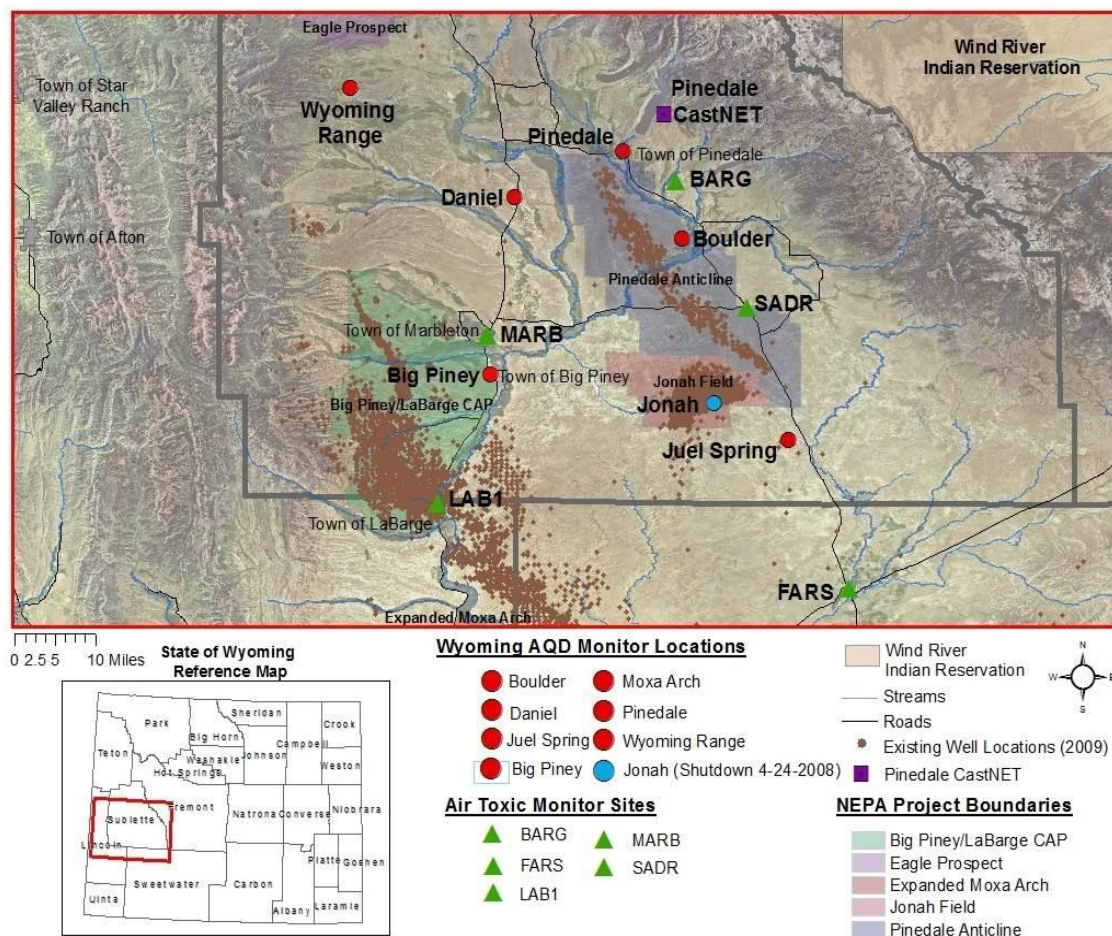 Eagle Prospect
Wind River
Indian Reservation
Town of Star
Valley Ranch
Wyoming
Range
Pinedale
CastNET
Pinedale
Town of Pinedale
BARG
Daniel
Town of Afton
Boulder
Pinedale Anticline
SADR
Town of Marbleton
MARB
Big Piney
Town of Big Piney
Jonah Field
Big Piney/LaBarge CAP
Jonah
Juel Spring
LAB1
Town of LaBarge
FARS
Expanded Moxa Arch
0 2.5 5 10 Miles
State of Wyoming
Reference Map
Park
Sheridan
Crook
Big Horn
Campbell
Teton
Washakie
Johnson
Weston
Hot Springs
Fremont
Natrona
Converse
Niobrara
Sublette
Lincoln
Platte
Goshen
Sweetwater
Carbon
Uinta
Albany
Laramie
Wyoming AQD Monitor Locations
Boulder
Moxa Arch
Daniel
Pinedale
Juel Spring
Wyoming Range
Big Piney
Jonah (Shutdown 4-24-2008)
Air Toxic Monitor Sites
BARG
MARB
FARS
SADR
LAB1
Wind River
Indian Reservation
Streams
Roads
Existing Well Locations (2009)
Pinedale CastNET
N
W
E
S
NEPA Project Boundaries
Big Piney/LaBarge CAP
Eagle Prospect
Expanded Moxa Arch
Jonah Field
Pinedale Anticline